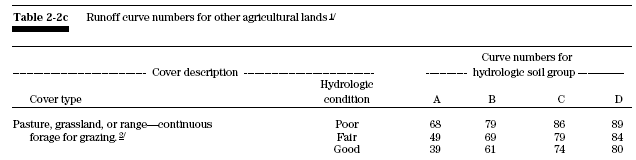 Table 2-2c Runoff curve numbers for other agricultural lands 1/
Curve numbers for
Cover description hydrologic soil group
Hydrologic
Cover type condition A B C D
Pasture, grassland, or range—continuous Poor 68 79 86 89
forage for grazing. 2/ Fair 49 69 79 84
Good 39 61 74 80